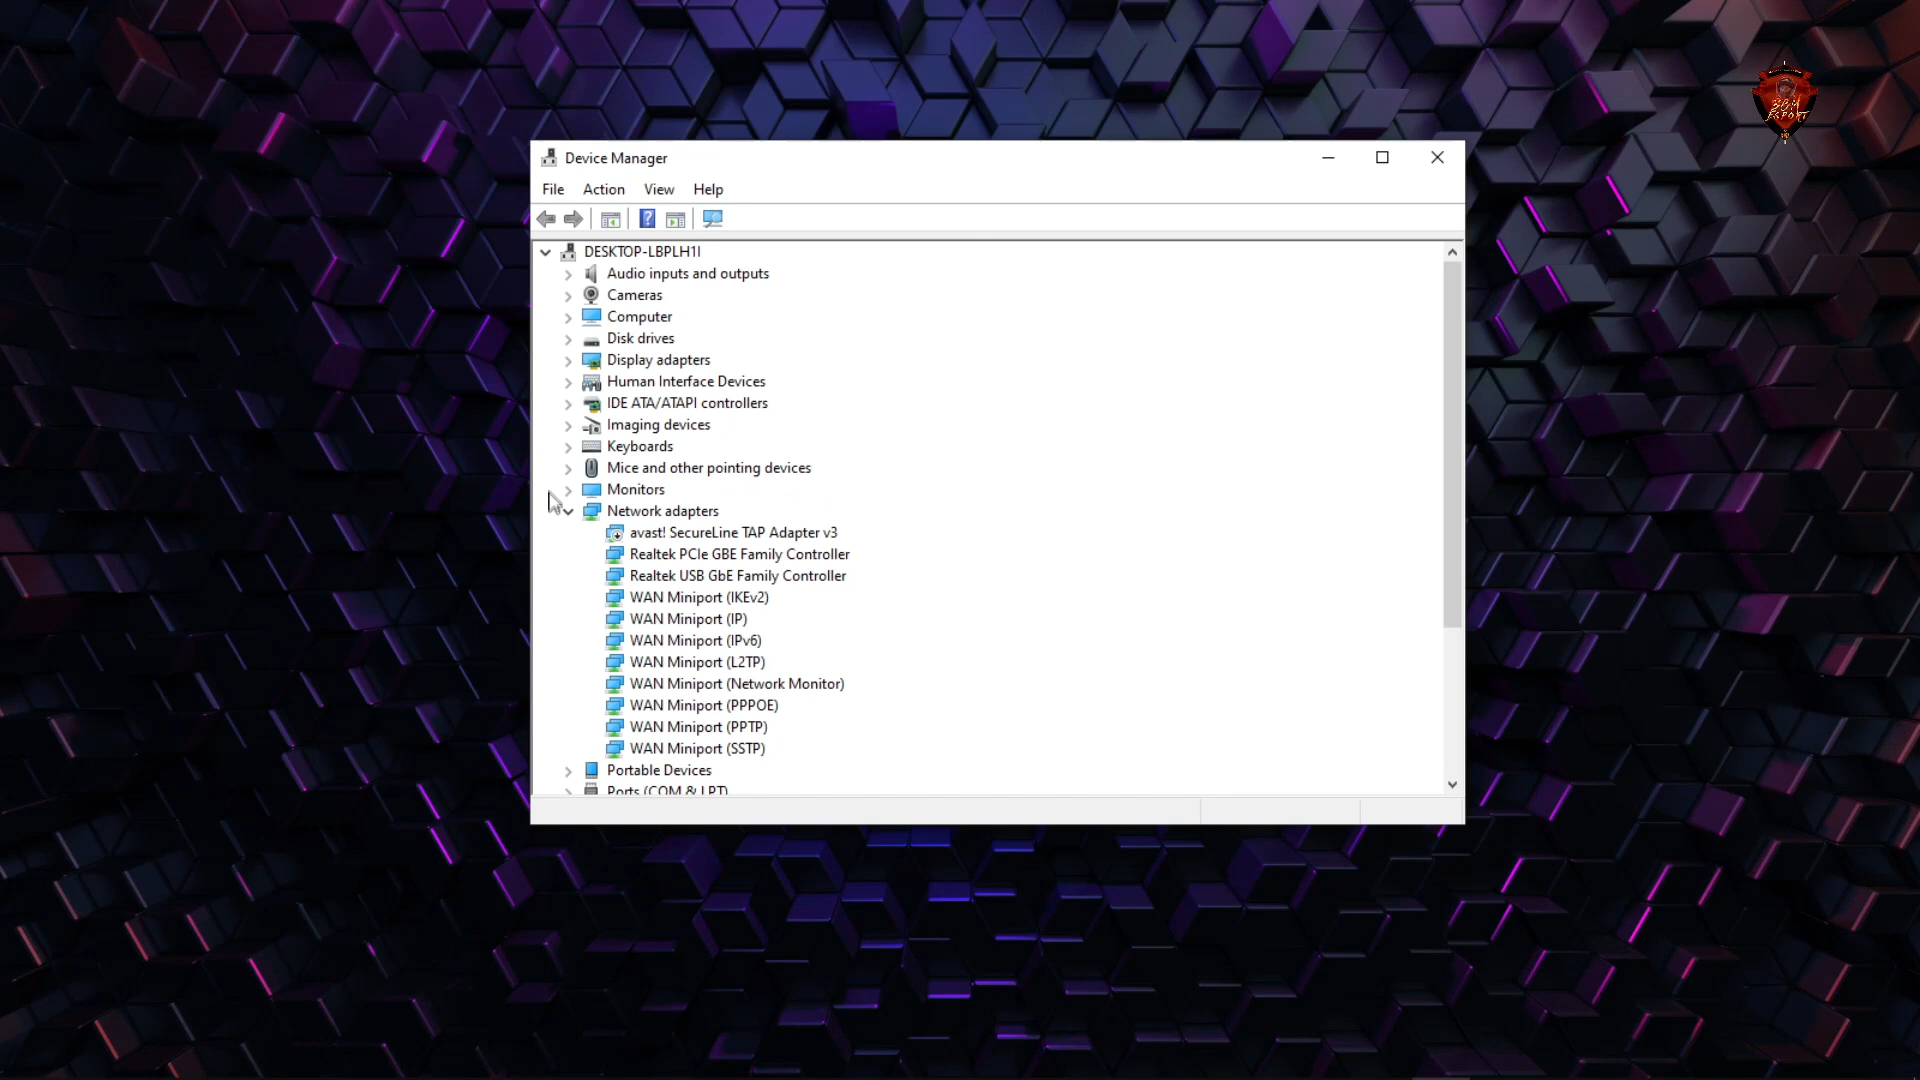 Device Manager
File Action View Help
DESKTOP-LBPLH1I
Audio inputs and outputs
Cameras
Computer
Disk drives
Display adapters
Human Interface Devices
IDE ATA/ATAPI controllers
Imaging devices
Keyboards
Mice and other pointing devices
Monitors
Network adapters
avast! SecureLine TAP Adapter v3
Realtek PCIe GBE Family Controller
Realtek USB GbE Family Controller
WAN Miniport (IKEv2)
WAN Miniport (IP)
WAN Miniport (IPv6)
WAN Miniport (L2TP)
WAN Miniport (Network Monitor)
WAN Miniport (PPPOE)
WAN Miniport (PPTP)
WAN Miniport (SSTP)
Portable Devices
Ports (COM & LPT)